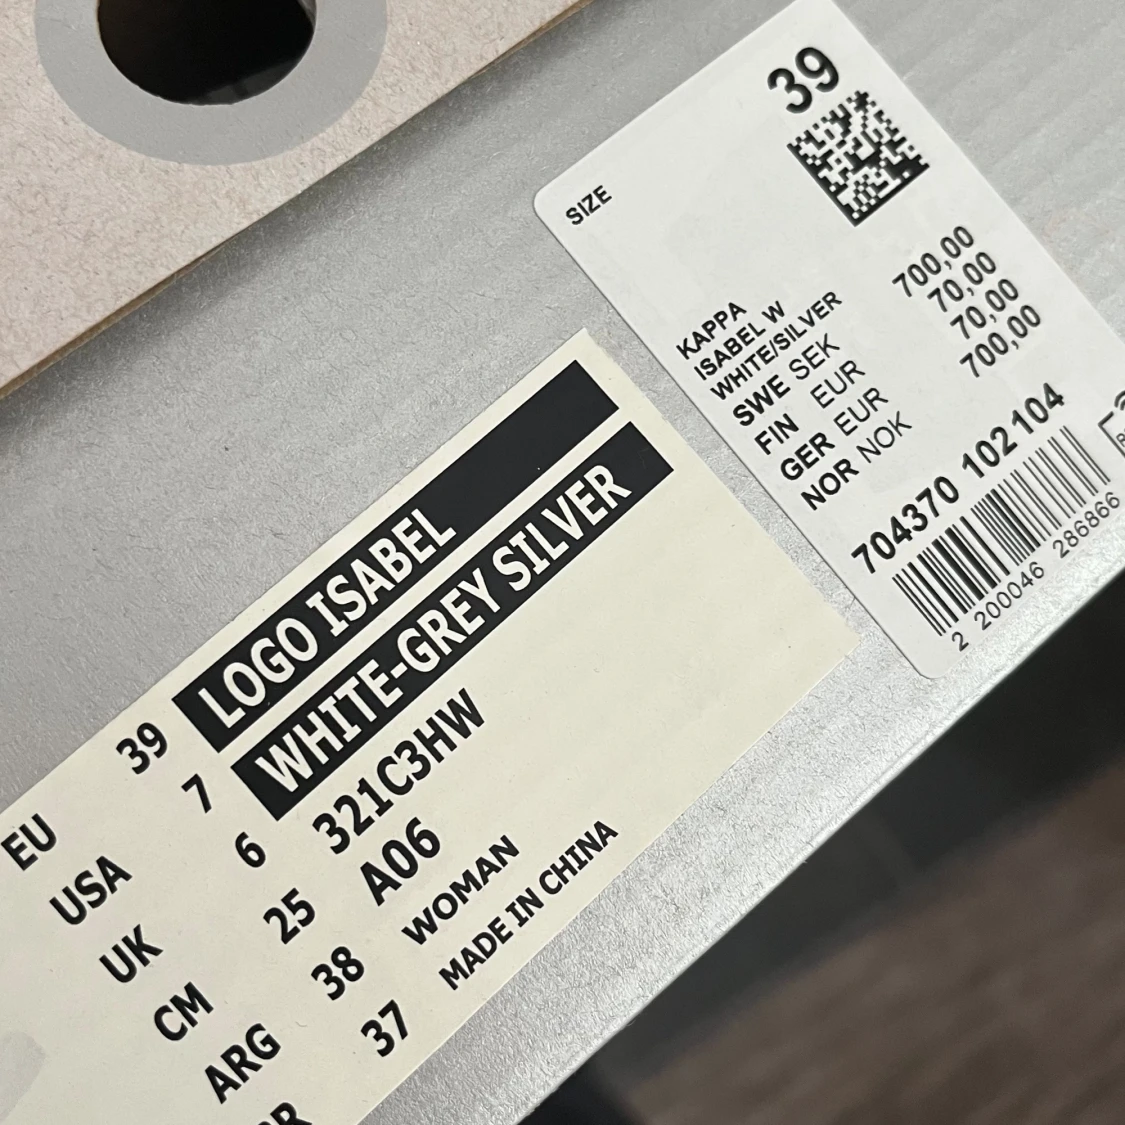 SIZE 39
KAPPA
ISABEL W
WHITE/SILVER
SWE SEK 700,00
FIN EUR 70,00
GER EUR 70,00
NOR NOK 700,00
704370 102104
2 200046 286866
LOGO ISABEL
WHITE-GREY SILVER
EU 39
USA 7
UK 6
CM 25
ARG 38
37
321C3HW
A06
WOMAN
MADE IN CHINA